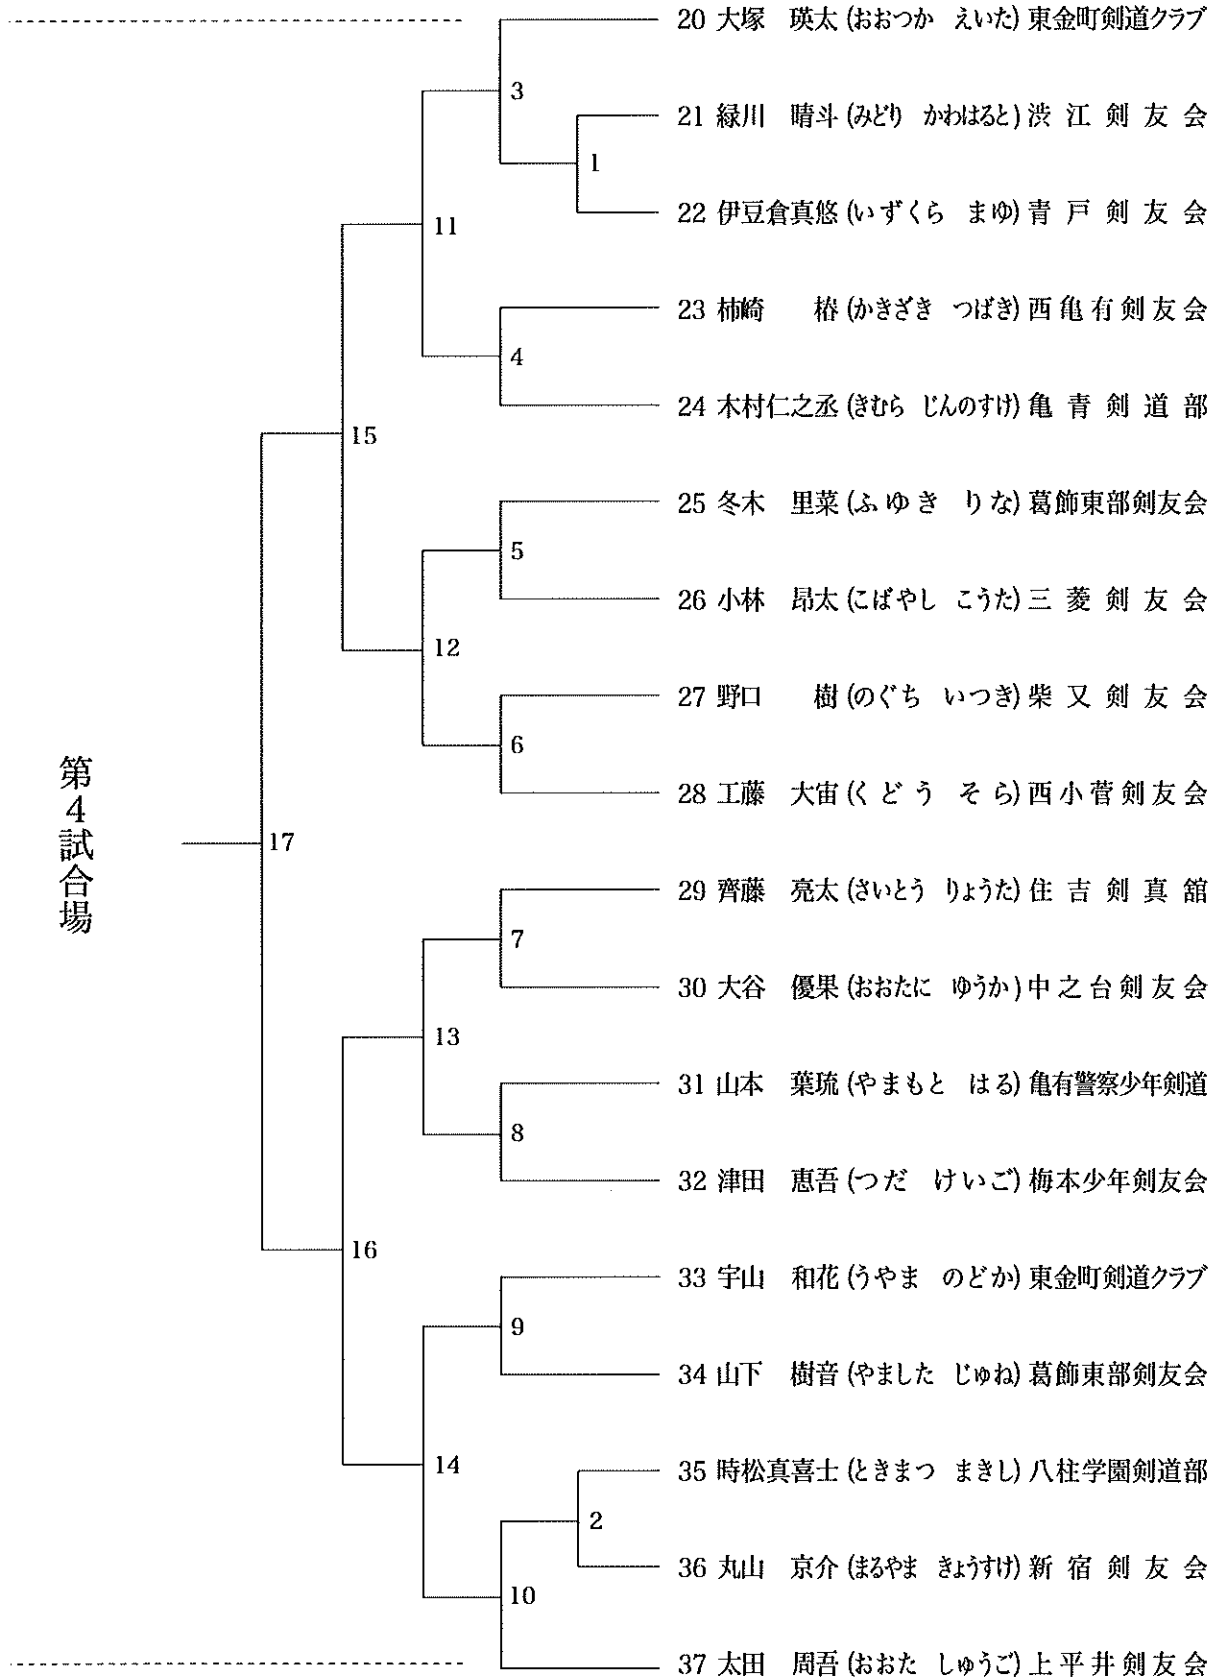 20 大塚 瑛太 (おおつか えいた) 東金町剣道クラブ
3
21 緑川 晴斗 (みどり かわはると) 渋江剣友会
1
22 伊豆倉真悠 (いずくら まゆ) 青戸剣友会
11
23 柿崎 椿 (かきざき つばき) 西亀有剣友会
4
24 木村仁之丞 (きむら じんのすけ) 亀青剣道部
15
25 冬木 里菜 (ふゆき りな) 葛飾東部剣友会
5
26 小林 昂太 (こばやし こうた) 三菱剣友会
12
27 野口 樹 (のぐち いつき) 柴又剣友会
6
28 工藤 大宙 (くどう そら) 西小菅剣友会
第4試合場
17
29 齊藤 亮太 (さいとう りょうた) 住吉剣真舘
7
30 大谷 優果 (おおたに ゆうか) 中之台剣友会
13
31 山本 葉琉 (やまもと はる) 亀有警察少年剣道
8
32 津田 恵吾 (つだ けいご) 梅本少年剣友会
16
33 宇山 和花 (うやま のどか) 東金町剣道クラブ
9
34 山下 樹音 (やました じゅね) 葛飾東部剣友会
14
35 時松真喜士 (ときまつ まきし) 八柱学園剣道部
2
36 丸山 京介 (まるやま きょうすけ) 新宿剣友会
10
37 太田 周吾 (おおた しゅうご) 上平井剣友会